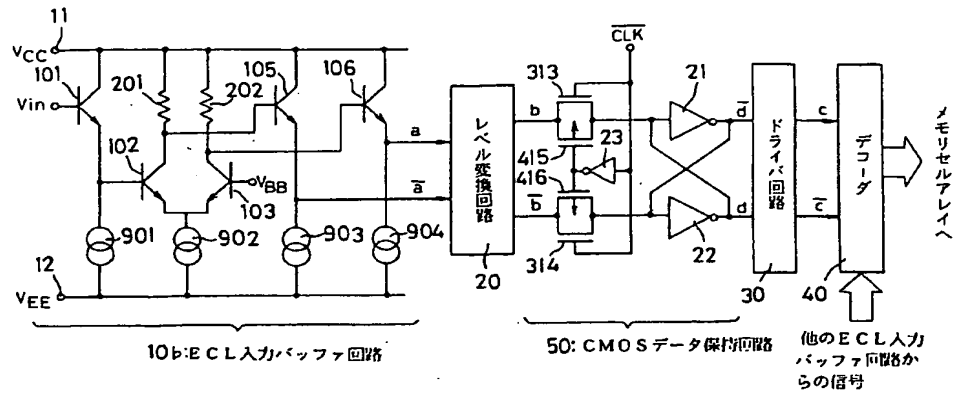 11
VCC
101
Vin
201
202
105
106
102
103
VBB
901
902
903
904
12
VEE
a
a̅
レベル変換回路
20
b
b̅
C̅L̅K̅
313
415
416
314
23
21
22
d̅
d
ドライバ回路
30
c
c̅
デコーダ
40
メモリセルアレイへ
10b:ECL入力バッファ回路
50:CMOSデータ保持回路
他のECL入力
バッファ回路か
らの信号